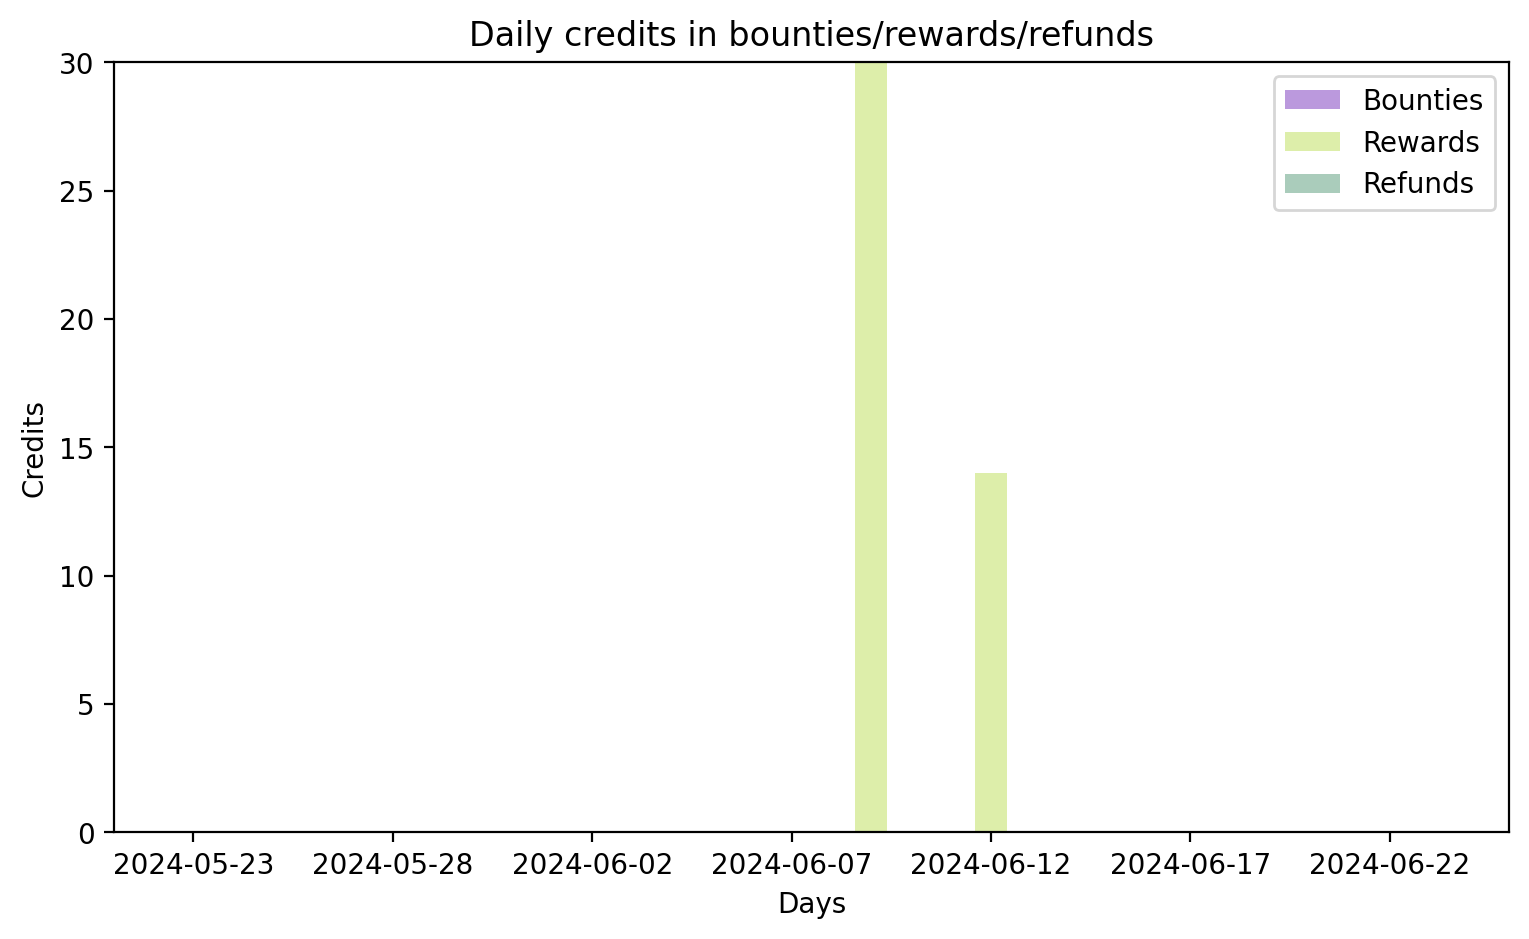 Daily credits in bounties/rewards/refunds
30
25
20
15
10
5
0
Credits
Bounties
Rewards
Refunds
2024-05-23 2024-05-28 2024-06-02 2024-06-07 2024-06-12 2024-06-17 2024-06-22
Days